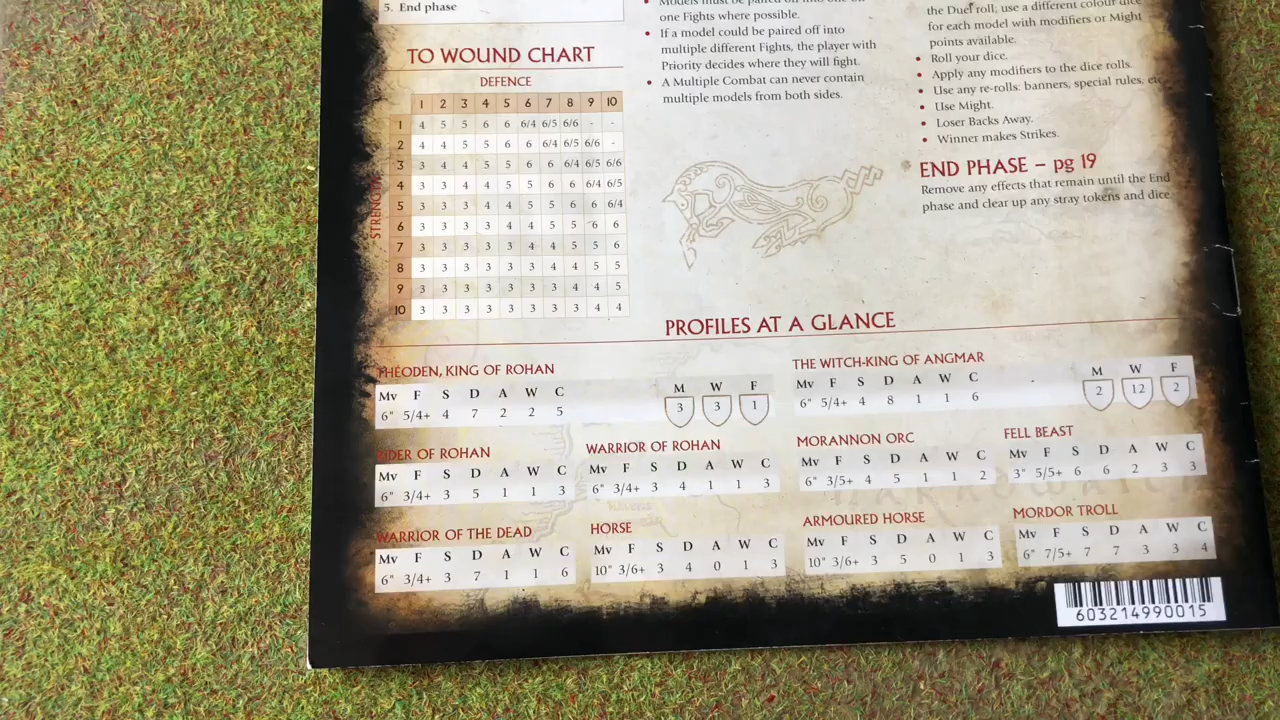 5. End phase
TO WOUND CHART
DEFENCE
1 2 3 4 5 6 7 8 9 10
STRENGTH
1 4 5 5 6 6 6/4 6/5 6/6 - -
2 4 4 5 5 6 6 6/4 6/5 6/6 -
3 3 4 4 5 5 6 6 6/4 6/5 6/6
4 3 3 4 4 5 5 6 6 6/4 6/5
5 3 3 3 4 4 5 5 6 6 6/4
6 3 3 3 3 4 4 5 5 6 6
7 3 3 3 3 3 4 4 5 5 6
8 3 3 3 3 3 3 4 4 5 5
9 3 3 3 3 3 3 3 4 4 5
10 3 3 3 3 3 3 3 3 4 4
one Fights where possible.
• If a model could be paired off into
multiple different Fights, the player with
Priority decides where they will fight.
• A Multiple Combat can never contain
multiple models from both sides.
the Duel roll; use a different colour dice
for each model with modifiers or Might
points available.
• Roll your dice.
• Apply any modifiers to the dice rolls.
• Use any re-rolls: banners, special rules, etc
• Use Might.
• Loser Backs Away.
• Winner makes Strikes.
END PHASE – pg 19
Remove any effects that remain until the End
phase and clear up any stray tokens and dice.
PROFILES AT A GLANCE
THÉODEN, KING OF ROHAN
Mv F S D A W C M W F
6" 5/4+ 4 7 2 2 5 3 3 1
THE WITCH-KING OF ANGMAR
Mv F S D A W C M W F
6" 5/4+ 4 8 1 1 6 2 12 2
RIDER OF ROHAN
Mv F S D A W C
6" 3/4+ 3 5 1 1 3
WARRIOR OF ROHAN
Mv F S D A W C
6" 3/4+ 3 4 1 1 3
MORANNON ORC
Mv F S D A W C
6" 3/5+ 4 5 1 1 2
FELL BEAST
Mv F S D A W C
3" 5/5+ 6 6 2 3 3
WARRIOR OF THE DEAD
Mv F S D A W C
6" 3/4+ 3 7 1 1 6
HORSE
Mv F S D A W C
10" 3/6+ 3 4 0 1 3
ARMOURED HORSE
Mv F S D A W C
10" 3/6+ 3 5 0 1 3
MORDOR TROLL
Mv F S D A W C
6" 7/5+ 7 7 3 3 4
603214990015